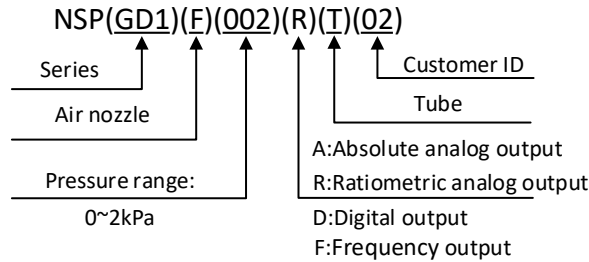 NSP(GD1)(F)(002)(R)(T)(02)
Series
Customer ID
Air nozzle
Tube
A:Absolute analog output
Pressure range:
R:Ratiometric analog output
0~2kPa
D:Digital output
F:Frequency output